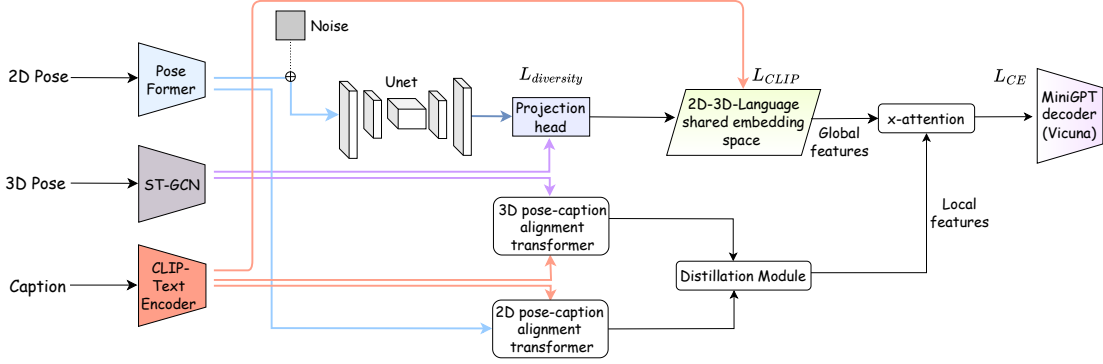 Noise
2D Pose
Pose
Former
Unet
L_diversity
Projection
head
L_CLIP
2D-3D-Language
shared embedding
space
Global
features
x-attention
L_CE
MiniGPT
decoder
(Vicuna)
3D Pose
ST-GCN
3D pose-caption
alignment
transformer
Local
features
Distillation Module
Caption
CLIP-
Text
Encoder
2D pose-caption
alignment
transformer